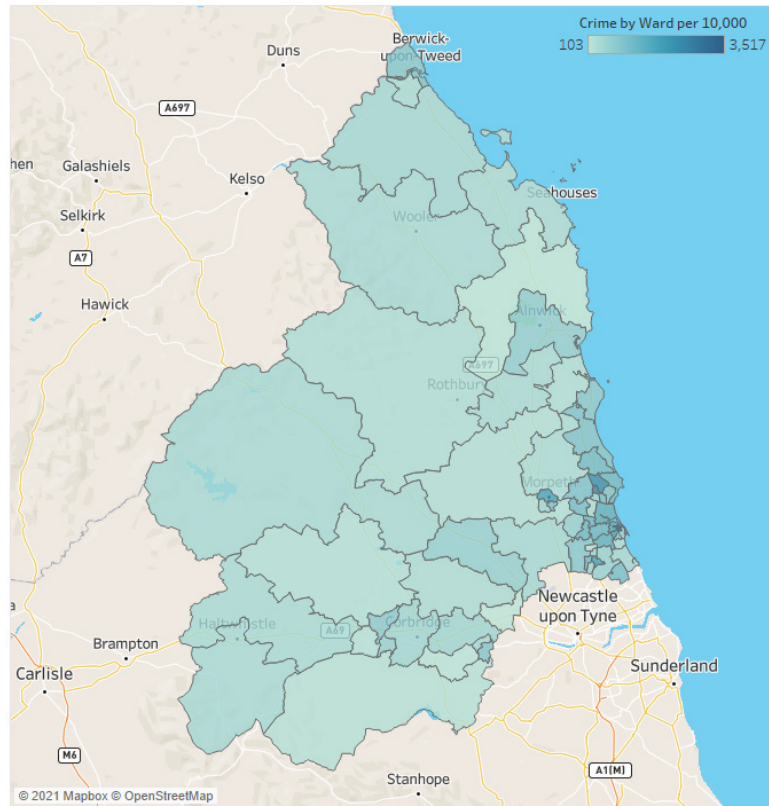 Crime by Ward per 10,000
103
3,517
Berwick-
upon-Tweed
Duns
A697
hen
Galashiels
Kelso
Seahouses
Selkirk
Wooler
A7
Hawick
Alnwick
A697
Rothbury
Morpeth
Newcastle
upon Tyne
Haltwhistle
A69
Corbridge
Brampton
Carlisle
Sunderland
M6
A1(M)
Stanhope
© 2021 Mapbox © OpenStreetMap